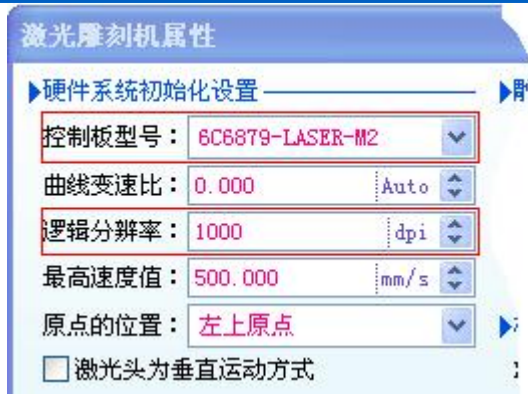 激光雕刻机属性
硬件系统初始化设置
控制板型号： 6C6879-LASER-M2
曲线变速比： 0.000 Auto
逻辑分辨率： 1000 dpi
最高速度值： 500.000 mm/s
原点的位置： 左上原点
激光头为垂直运动方式